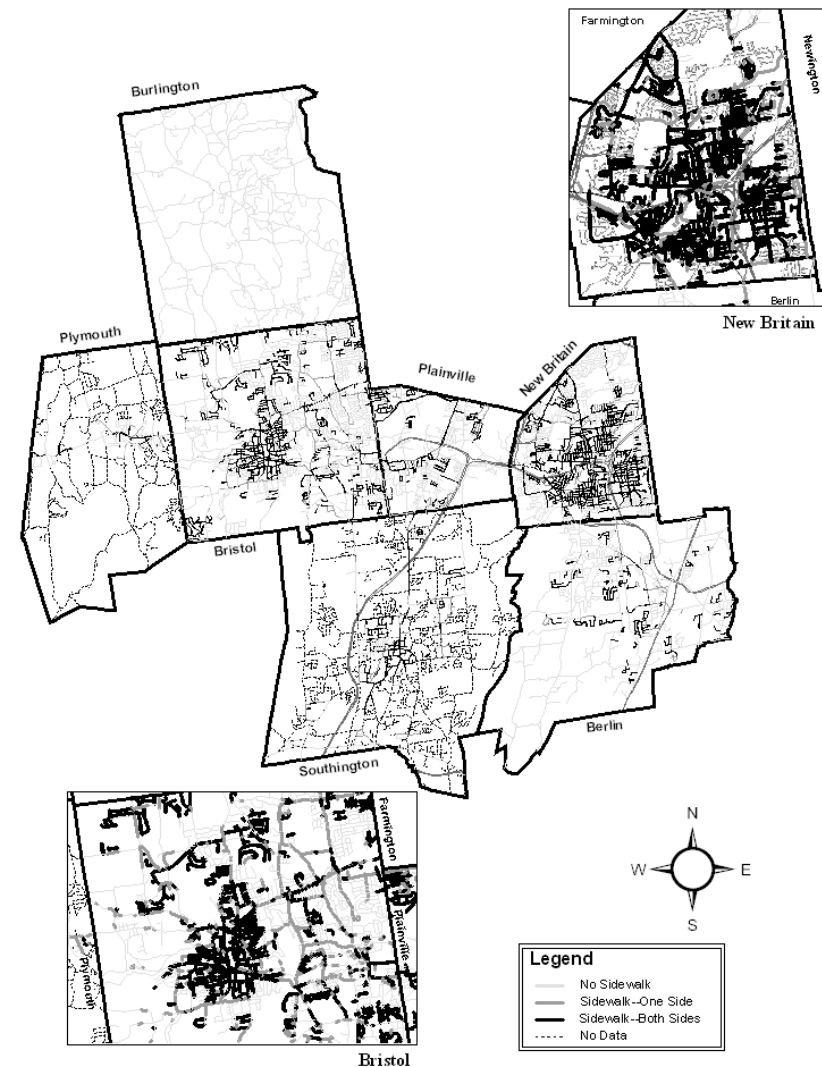 Farmington
Newington
Berlin
New Britain
Burlington
Plymouth
Plainville
New Britain
Bristol
Southington
Berlin
Farmington
Plainville
Plymouth
Bristol
N
W
E
S
Legend
No Sidewalk
Sidewalk--One Side
Sidewalk--Both Sides
No Data